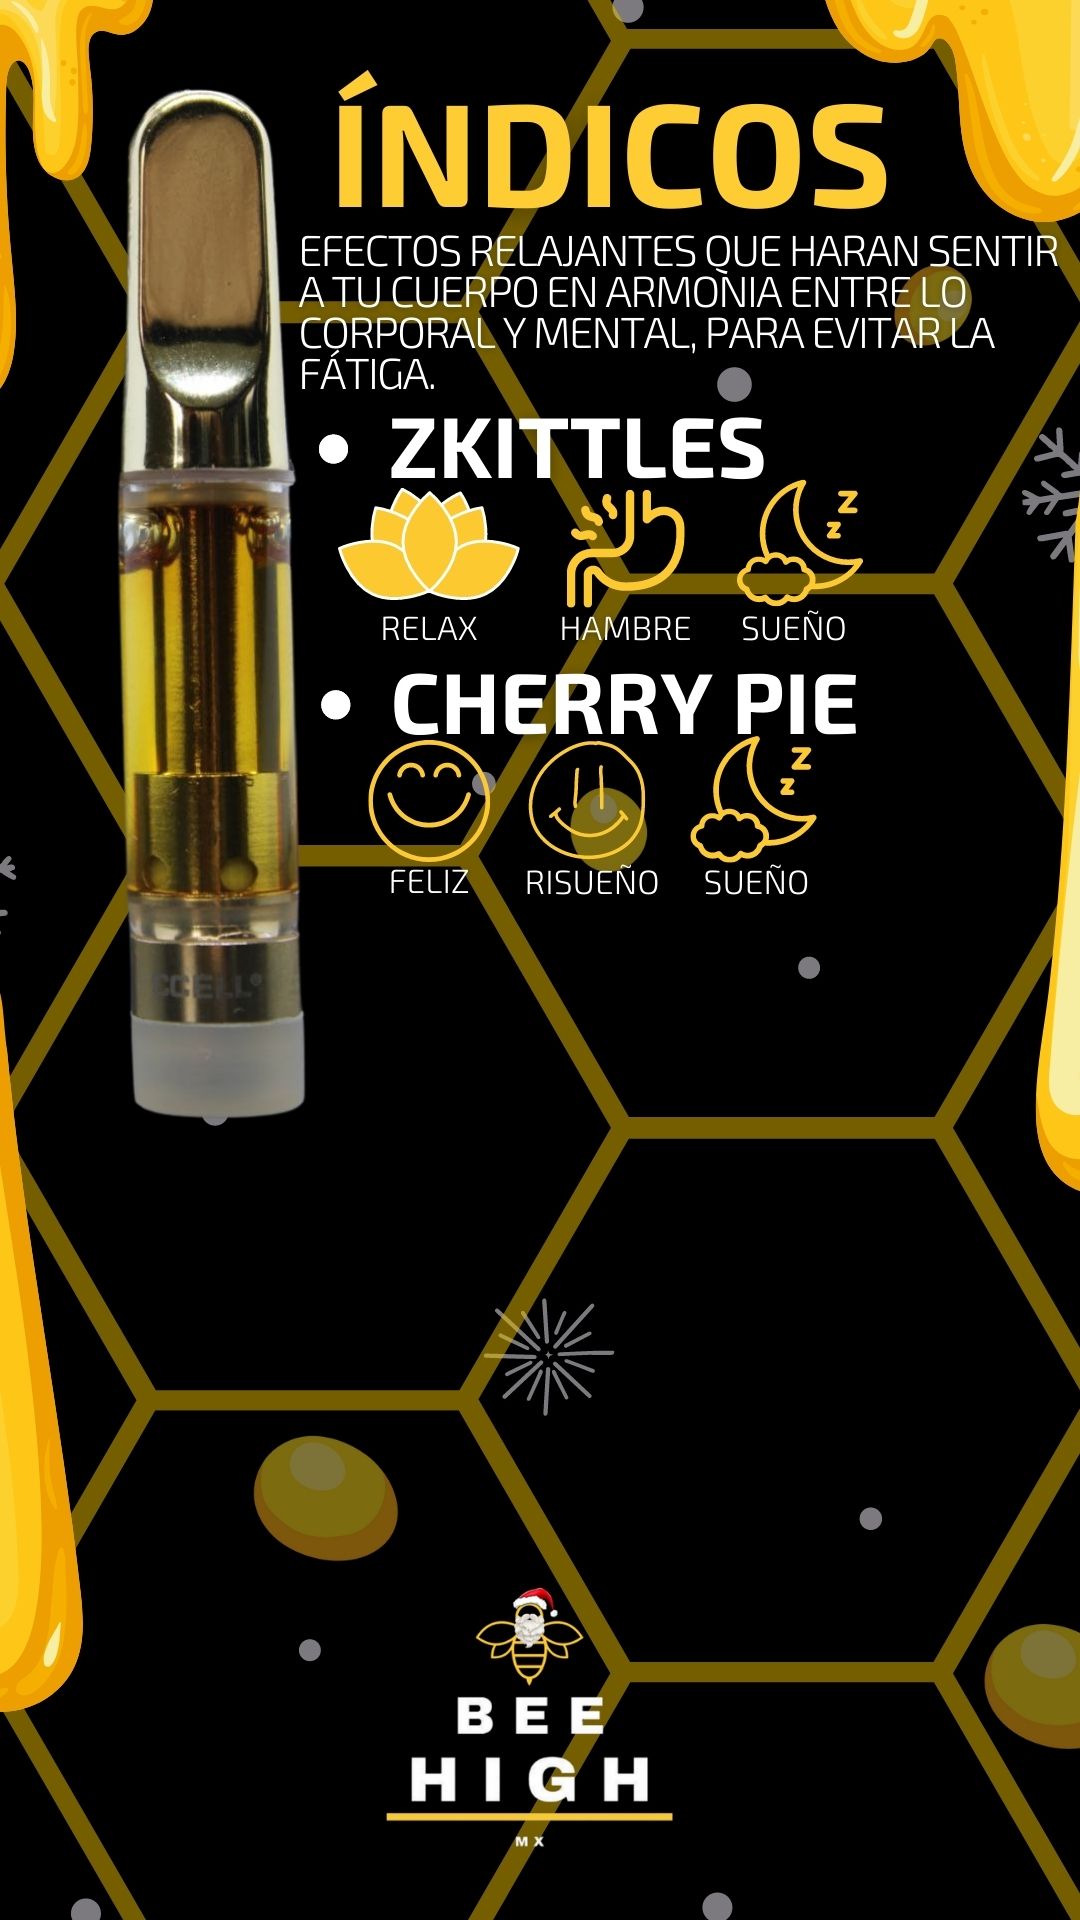 ÍNDICOS
EFECTOS RELAJANTES QUE HARAN SENTIR
A TU CUERPO EN ARMONÌA ENTRE LO
CORPORAL Y MENTAL, PARA EVITAR LA
FÁTIGA.
• ZKITTLES
Z
Z
RELAX HAMBRE SUEÑO
• CHERRY PIE
Z
Z
FELIZ RISUEÑO SUEÑO
CCELL®
BEE
HIGH
MX